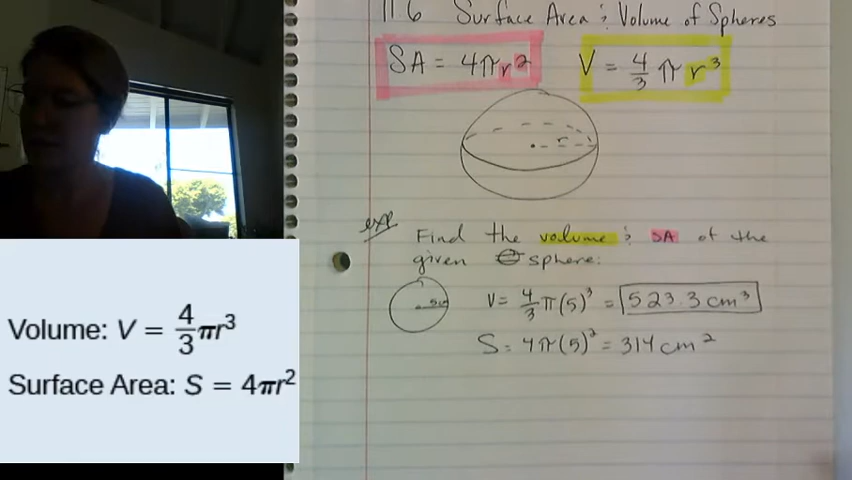 11.6 Surface Area & Volume of Spheres
SA = 4πr²
V = 4/3 π r³
r
exp Find the volume & SA of the
given sphere:
V = 4/3 π(5)³ = 523.3 cm³
S = 4π(5)² = 314 cm²
Volume: V = 4/3 πr³
Surface Area: S = 4πr²